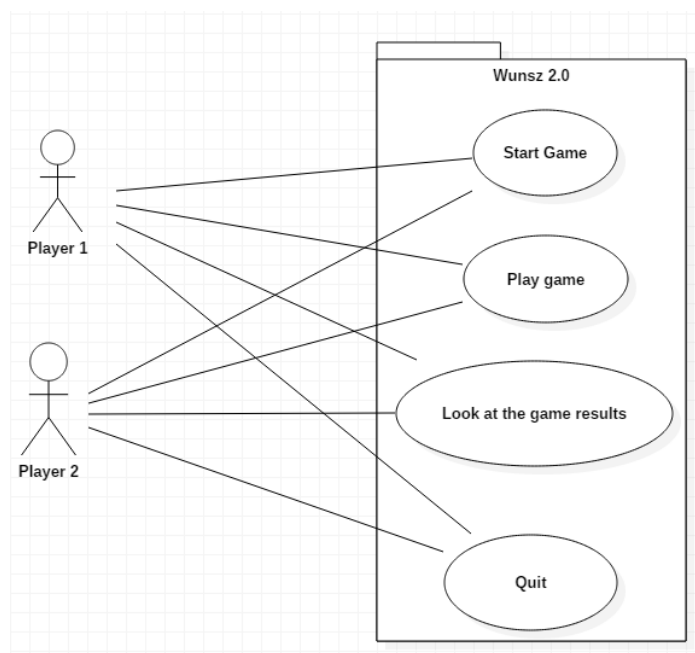 Wunsz 2.0
Start Game
Player 1
Play game
Look at the game results
Player 2
Quit